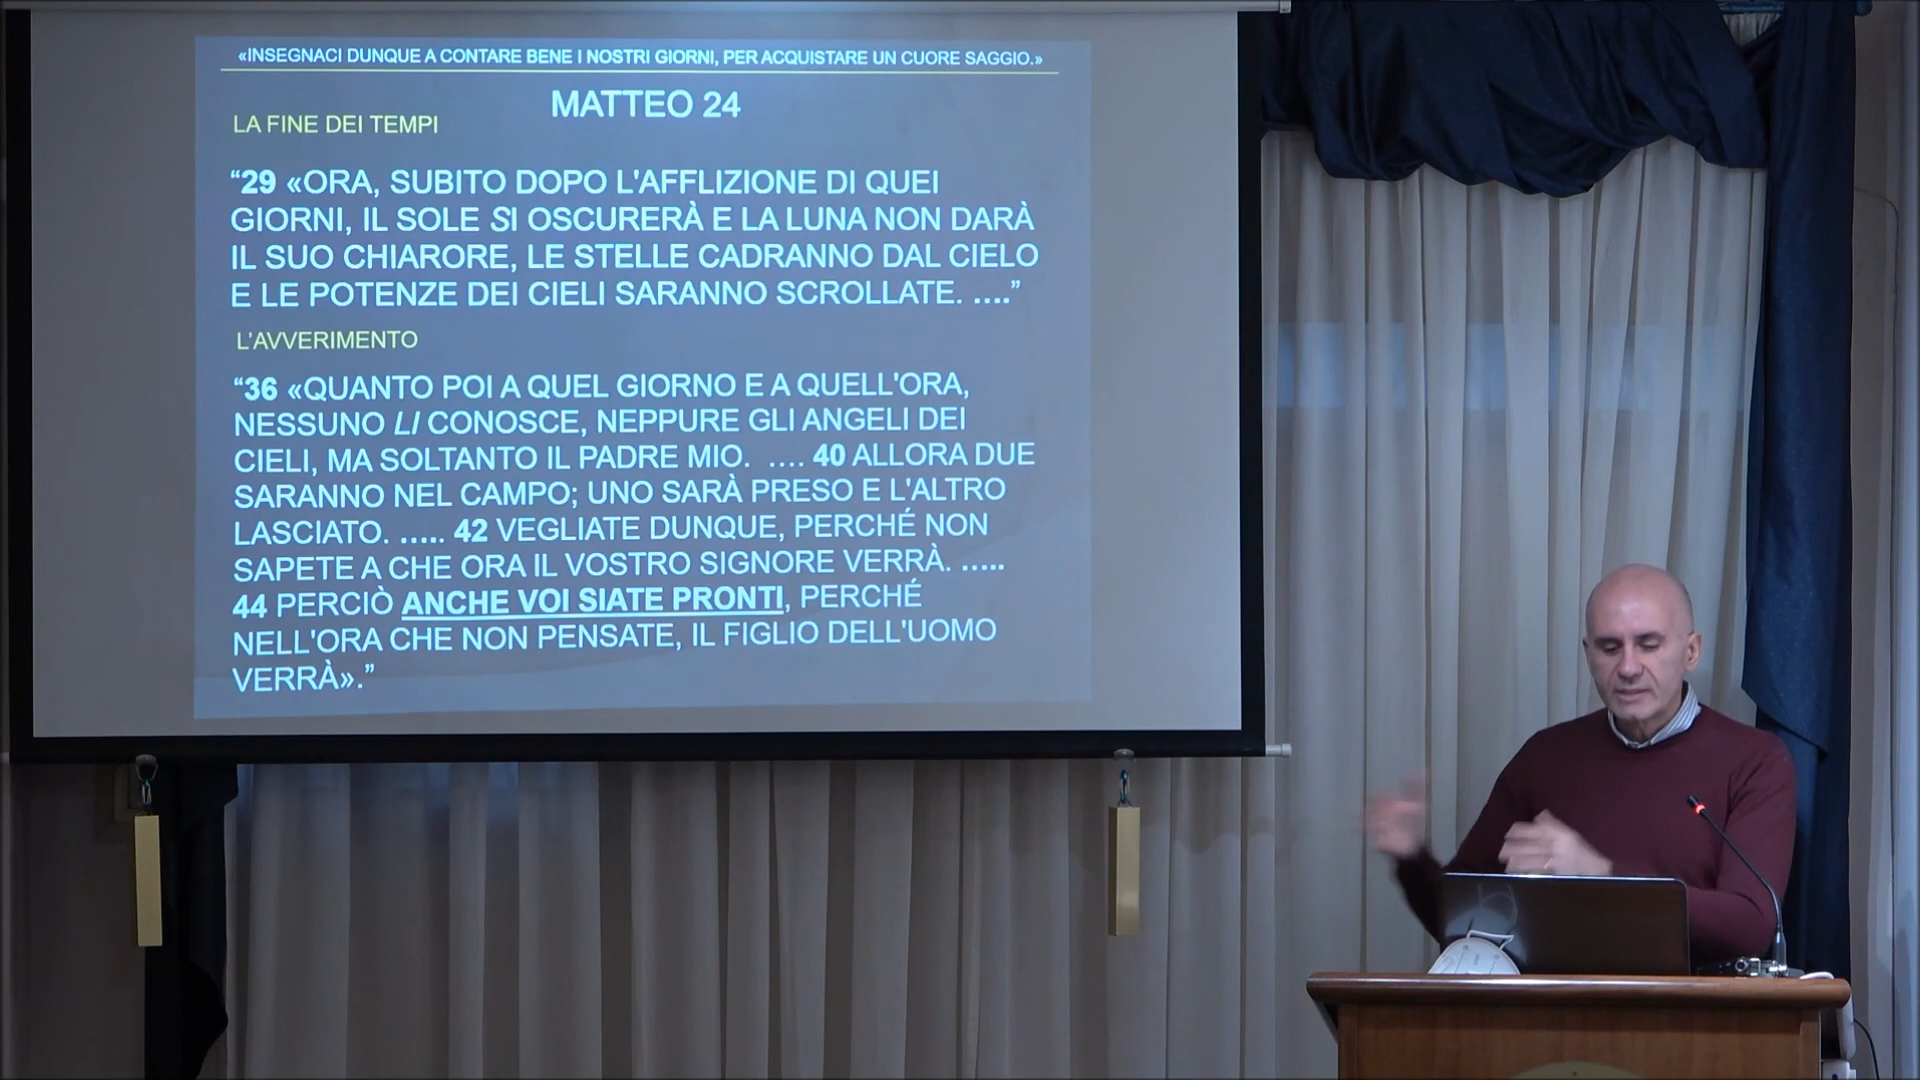 «INSEGNACI DUNQUE A CONTARE BENE I NOSTRI GIORNI, PER ACQUISTARE UN CUORE SAGGIO.»
MATTEO 24
LA FINE DEI TEMPI
“29 «ORA, SUBITO DOPO L'AFFLIZIONE DI QUEI
GIORNI, IL SOLE SI OSCURERÀ E LA LUNA NON DARÀ
IL SUO CHIARORE, LE STELLE CADRANNO DAL CIELO
E LE POTENZE DEI CIELI SARANNO SCROLLATE. ….”
L'AVVERIMENTO
“36 «QUANTO POI A QUEL GIORNO E A QUELL'ORA,
NESSUNO LI CONOSCE, NEPPURE GLI ANGELI DEI
CIELI, MA SOLTANTO IL PADRE MIO. …. 40 ALLORA DUE
SARANNO NEL CAMPO; UNO SARÀ PRESO E L'ALTRO
LASCIATO. ….. 42 VEGLIATE DUNQUE, PERCHÉ NON
SAPETE A CHE ORA IL VOSTRO SIGNORE VERRÀ. …..
44 PERCIÒ ANCHE VOI SIATE PRONTI, PERCHÉ
NELL'ORA CHE NON PENSATE, IL FIGLIO DELL'UOMO
VERRÀ».”